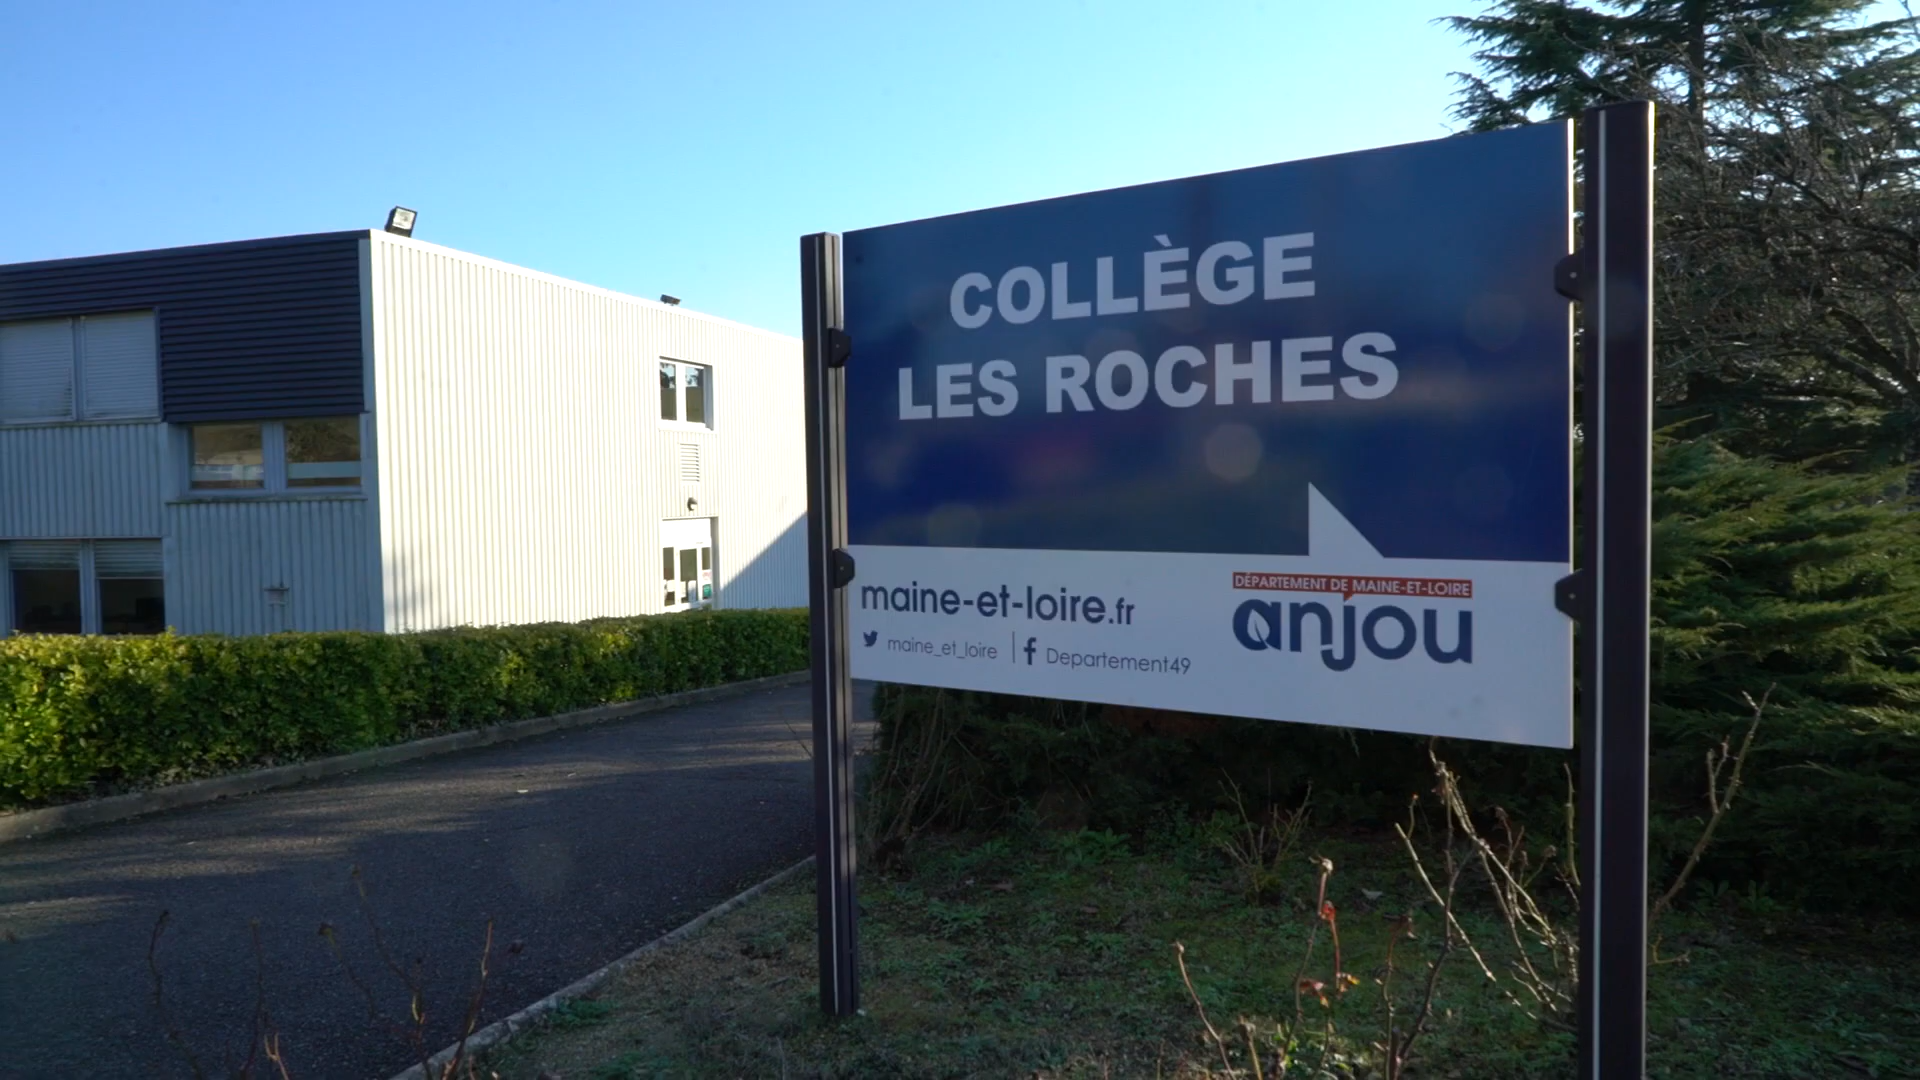 COLLÈGE
LES ROCHES
maine-et-loire.fr
maine_et_loire | Departement49
DÉPARTEMENT DE MAINE-ET-LOIRE
anjou